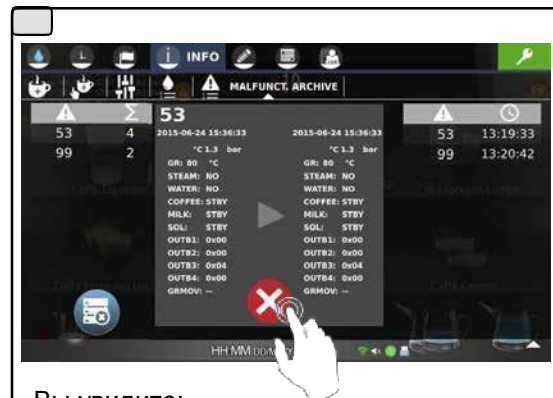 INFO
MALFUNCT. ARCHIVE
53
53 4
99 2
2015-06-24 15:36:33 2015-06-24 15:36:33
°C 1.3 bar °C 1.3 bar
GR: 80 °C GR: 80 °C
STEAM: NO STEAM: NO
WATER: NO WATER: NO
COFFEE: STBY COFFEE: STBY
MILK: STBY MILK: STBY
SOL: STBY SOL: STBY
OUTB1: 0x00 OUTB1: 0x00
OUTB2: 0x00 OUTB2: 0x00
OUTB3: 0x04 OUTB3: 0x04
OUTB4: 0x00 OUTB4: 0x00
GRMOV: -- GRMOV: --
53 13:19:33
99 13:20:42
HH:MM